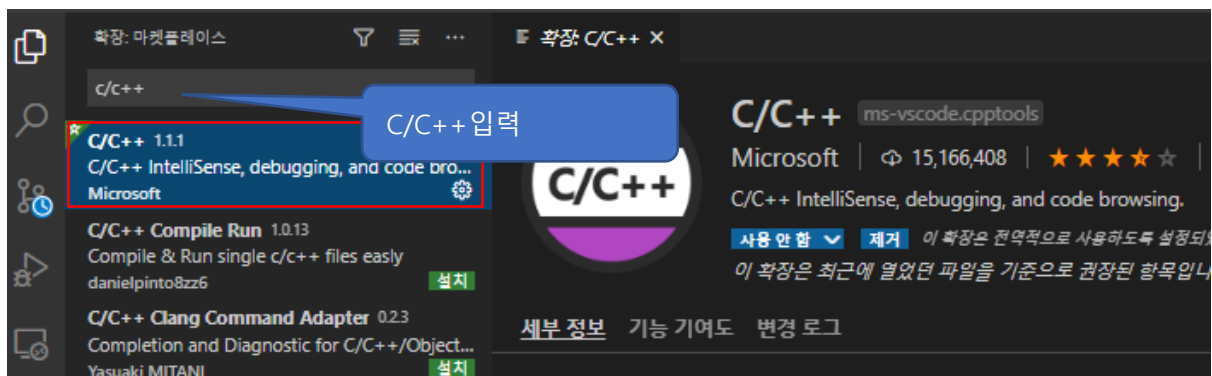 확장: 마켓플레이스
c/c++
C/C++입력
C/C++ 1.1.1
C/C++ IntelliSense, debugging, and code bro...
Microsoft
C/C++ Compile Run 1.0.13
Compile & Run single c/c++ files easly
danielpinto8zz6 설치
C/C++ Clang Command Adapter 0.2.3
Completion and Diagnostic for C/C++/Object...
Yasuaki MITANI 설치
확장: C/C++
C/C++
C/C++ ms-vscode.cpptools
Microsoft 15,166,408
C/C++ IntelliSense, debugging, and code browsing.
사용 안 함 제거 이 확장은 전역적으로 사용하도록 설정되
이 확장은 최근에 열었던 파일을 기준으로 권장된 항목입니
세부 정보 기능 기여도 변경 로그